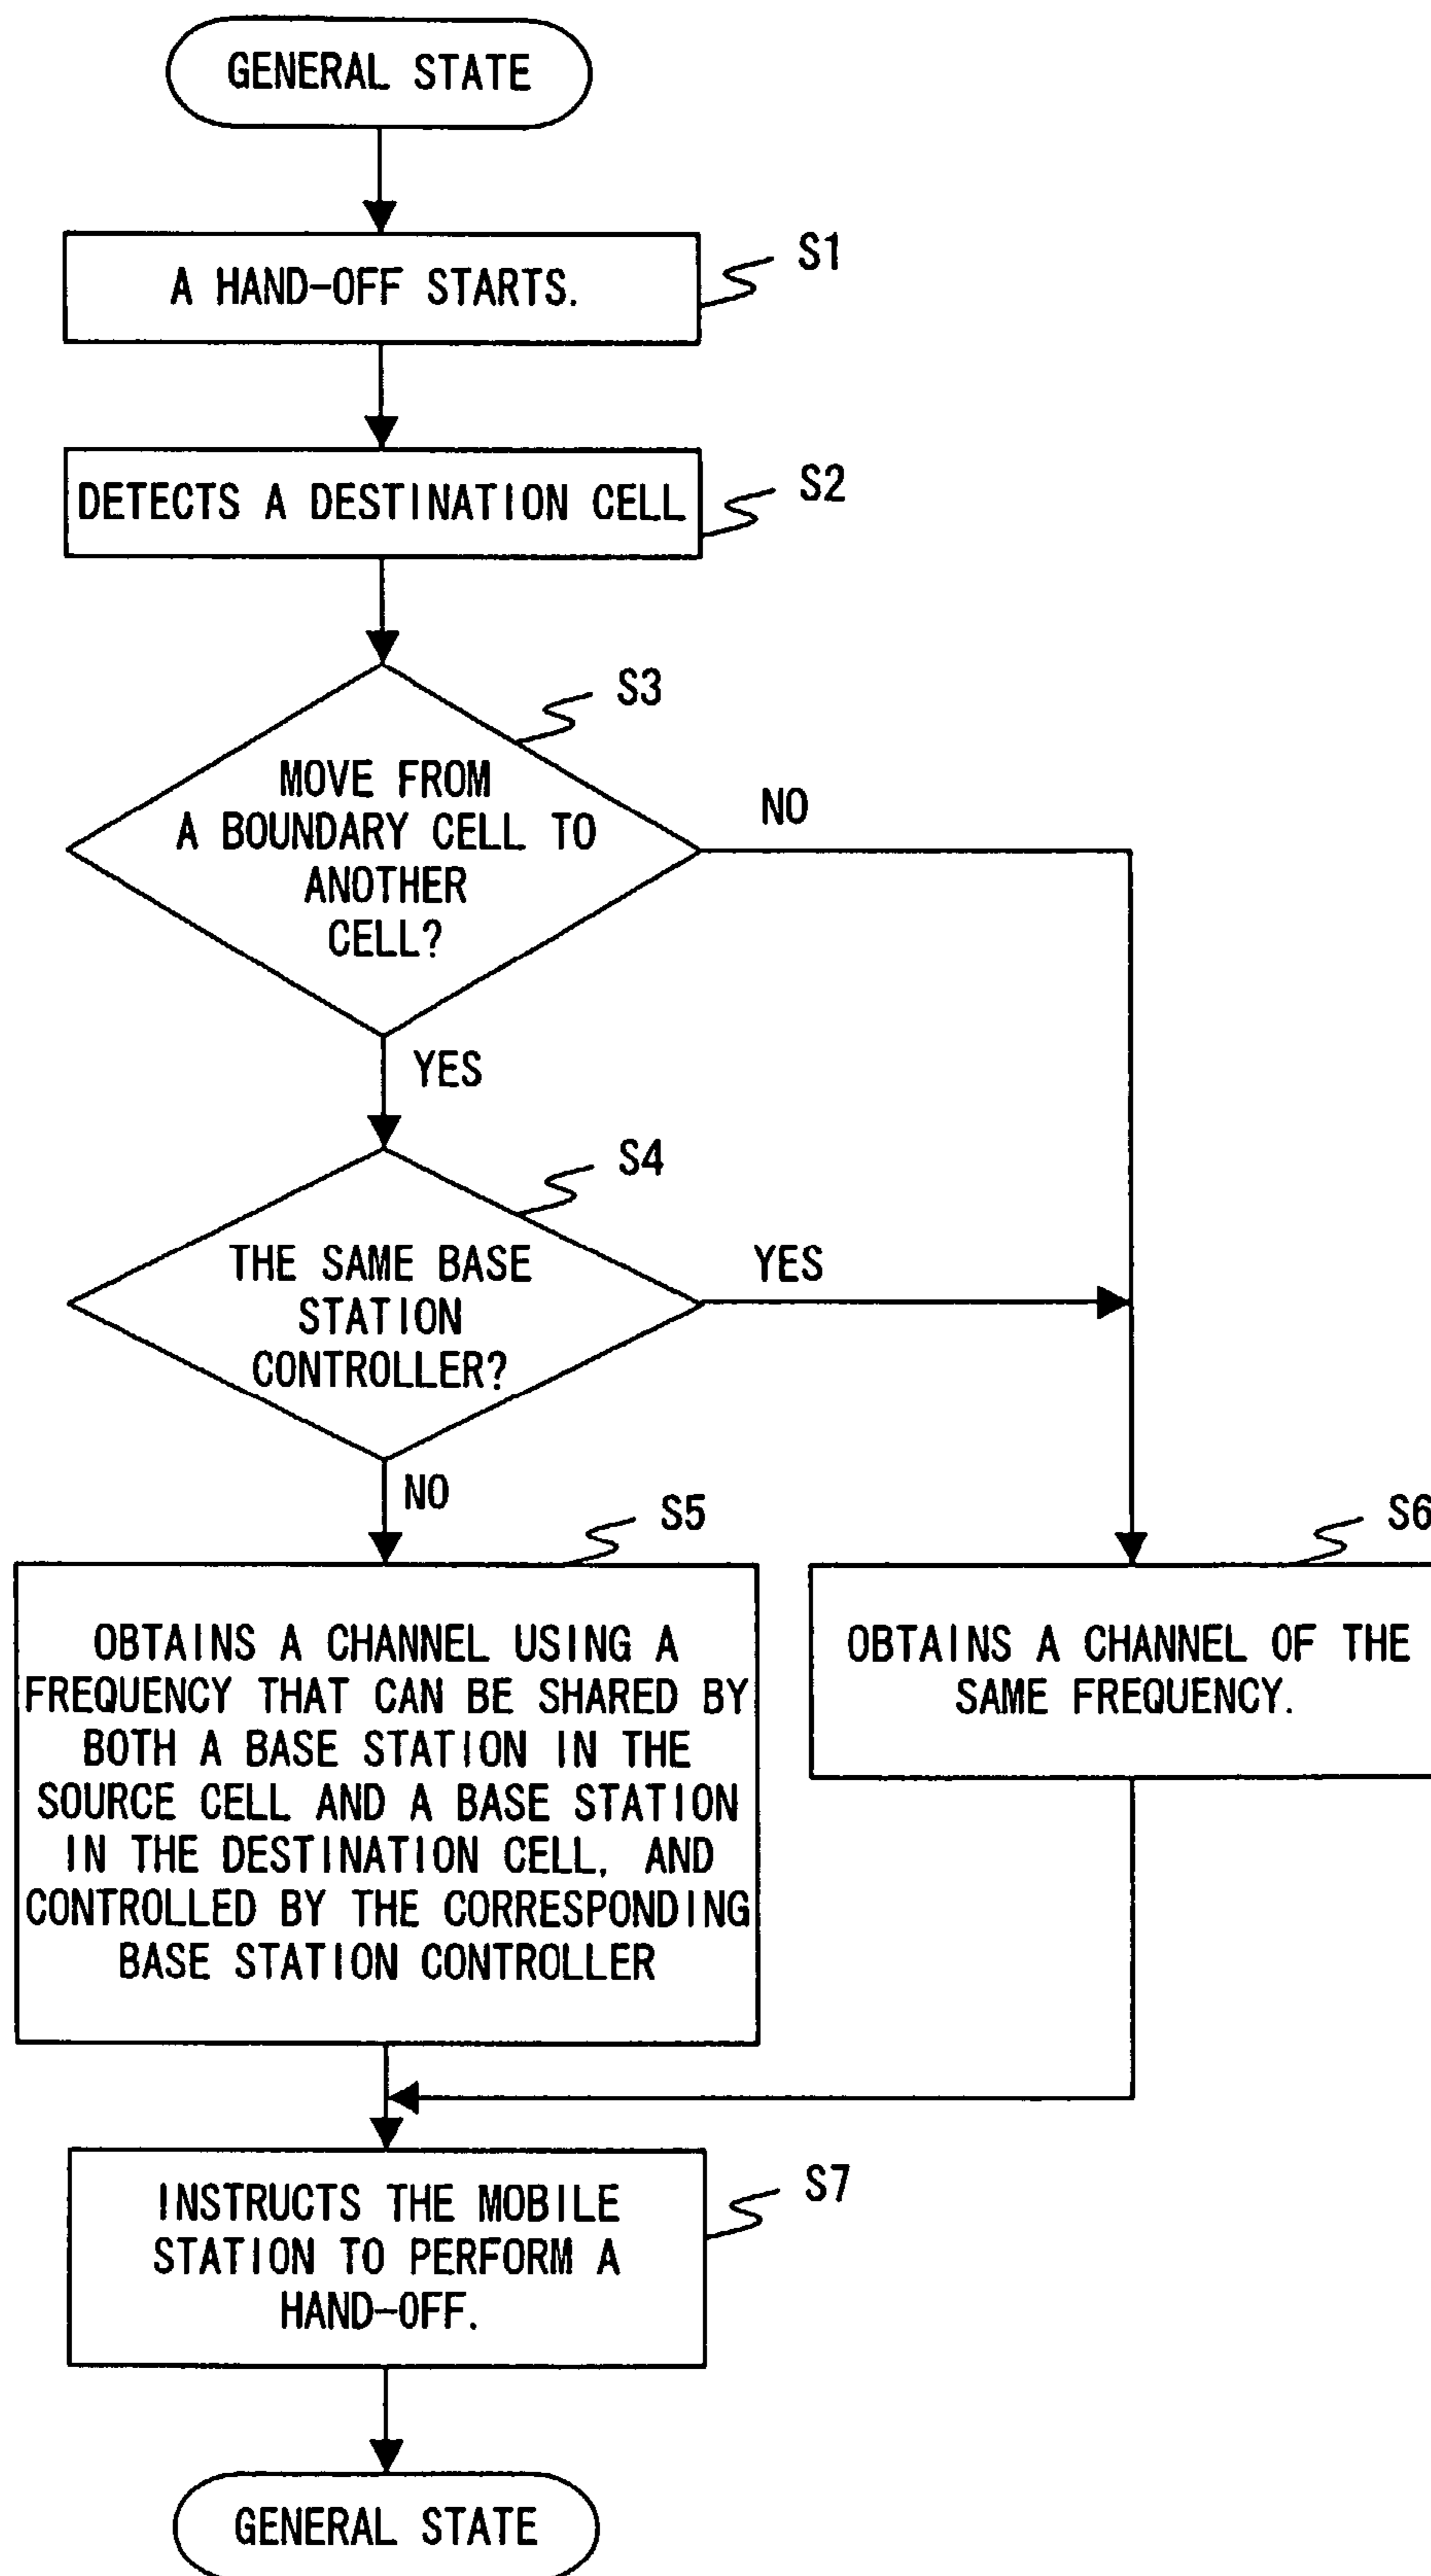 GENERAL STATE
A HAND-OFF STARTS.
S1
DETECTS A DESTINATION CELL
S2
S3
MOVE FROM
A BOUNDARY CELL TO
ANOTHER
CELL?
NO
YES
S4
THE SAME BASE
STATION
CONTROLLER?
YES
NO
S5
OBTAINS A CHANNEL USING A
FREQUENCY THAT CAN BE SHARED BY
BOTH A BASE STATION IN THE
SOURCE CELL AND A BASE STATION
IN THE DESTINATION CELL, AND
CONTROLLED BY THE CORRESPONDING
BASE STATION CONTROLLER
S6
OBTAINS A CHANNEL OF THE
SAME FREQUENCY.
INSTRUCTS THE MOBILE
STATION TO PERFORM A
HAND-OFF.
S7
GENERAL STATE